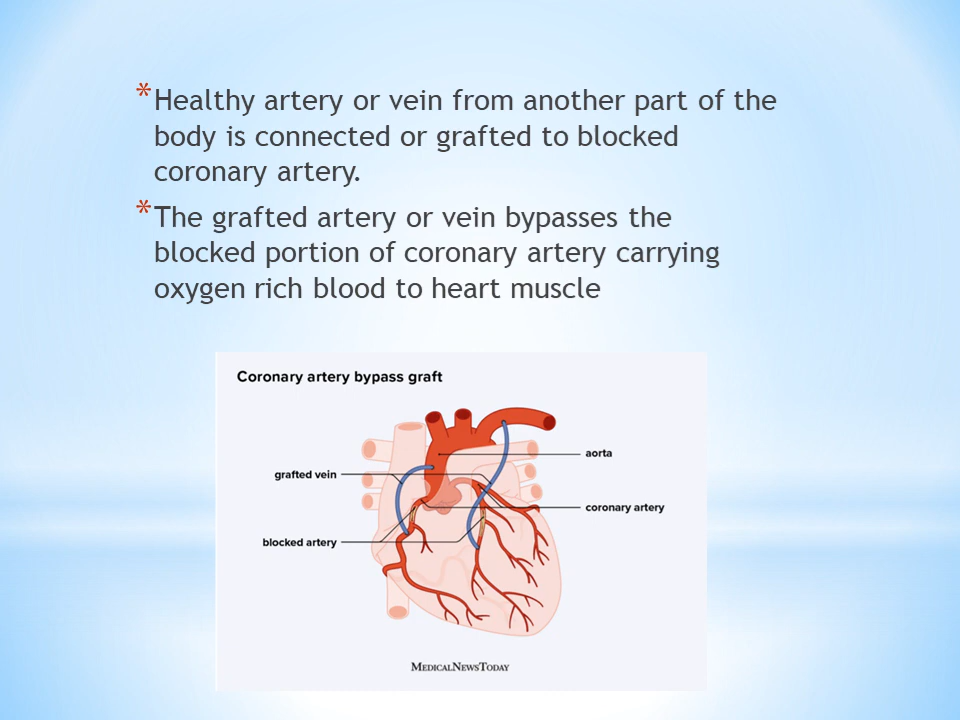 * Healthy artery or vein from another part of the
body is connected or grafted to blocked
coronary artery.
* The grafted artery or vein bypasses the
blocked portion of coronary artery carrying
oxygen rich blood to heart muscle
Coronary artery bypass graft
aorta
grafted vein
coronary artery
blocked artery
MEDICALNEWSTODAY